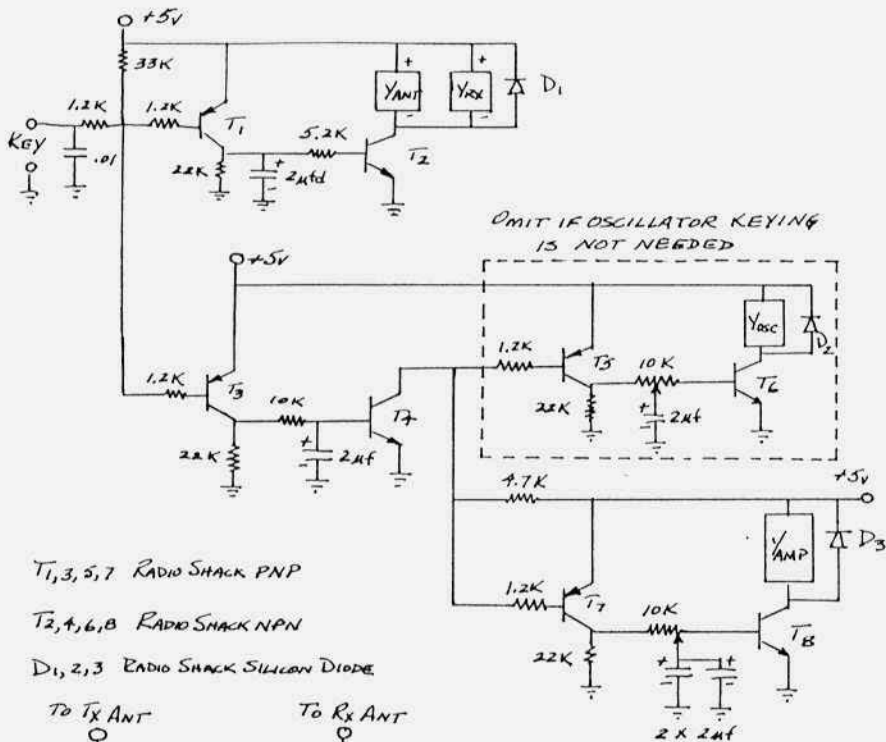 +5V
33K
1.2K
1.2K
KEY
.01
T1
22K
+
2µfd
-
5.2K
T2
+
YANT
-
+
YRX
-
D1
OMIT IF OSCILLATOR KEYING
IS NOT NEEDED
+5V
1.2K
T3
22K
10K
+
2µf
-
T4
1.2K
T5
22K
10K
+
2µf
-
YOSC
D2
T6
4.7K
+5V
YAMP
D3
1.2K
T7
22K
10K
+
-
+
-
2 x 2µf
T8
T1,3,5,7 RADIO SHACK PNP
T2,4,6,8 RADIO SHACK NPN
D1,2,3 RADIO SHACK SILICON DIODE
TO TX ANT
TO RX ANT